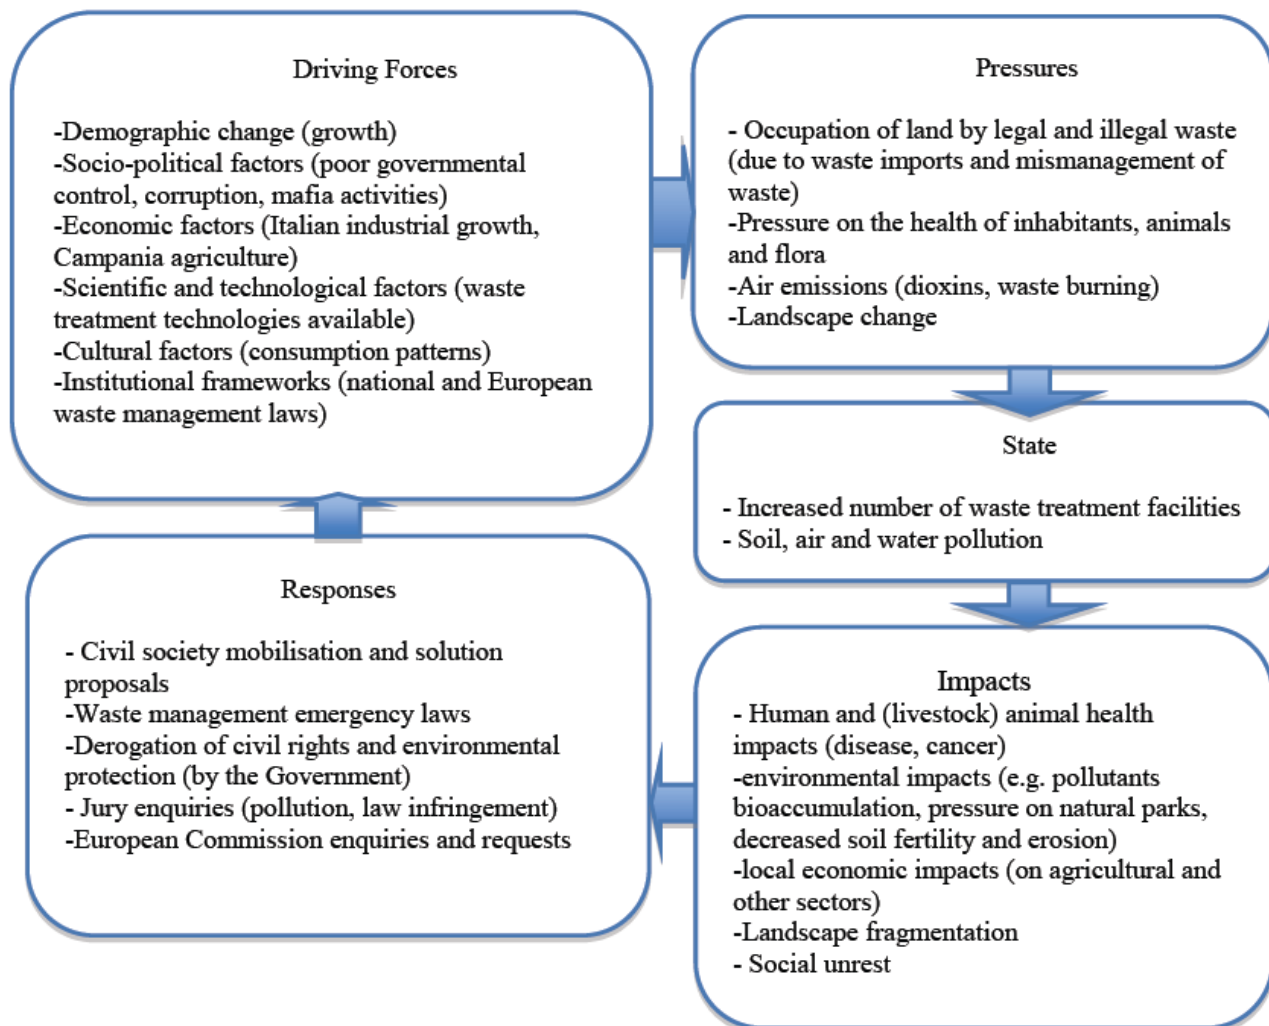 Driving Forces
-Demographic change (growth)
-Socio-political factors (poor governmental
control, corruption, mafia activities)
-Economic factors (Italian industrial growth,
Campania agriculture)
-Scientific and technological factors (waste
treatment technologies available)
-Cultural factors (consumption patterns)
-Institutional frameworks (national and European
waste management laws)
Pressures
- Occupation of land by legal and illegal waste
(due to waste imports and mismanagement of
waste)
-Pressure on the health of inhabitants, animals
and flora
-Air emissions (dioxins, waste burning)
-Landscape change
State
- Increased number of waste treatment facilities
- Soil, air and water pollution
Impacts
- Human and (livestock) animal health
impacts (disease, cancer)
-environmental impacts (e.g. pollutants
bioaccumulation, pressure on natural parks,
decreased soil fertility and erosion)
-local economic impacts (on agricultural and
other sectors)
-Landscape fragmentation
- Social unrest
Responses
- Civil society mobilisation and solution
proposals
-Waste management emergency laws
-Derogation of civil rights and environmental
protection (by the Government)
- Jury enquiries (pollution, law infringement)
-European Commission enquiries and requests